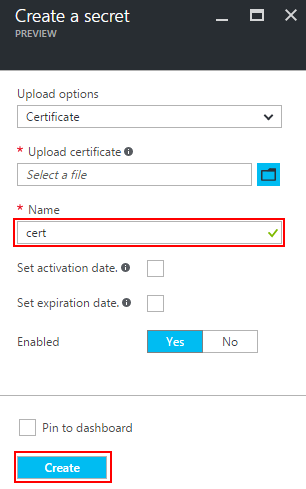 Create a secret
PREVIEW
Upload options
Certificate
* Upload certificate
Select a file
* Name
cert
Set activation date.
Set expiration date.
Enabled Yes No
Pin to dashboard
Create